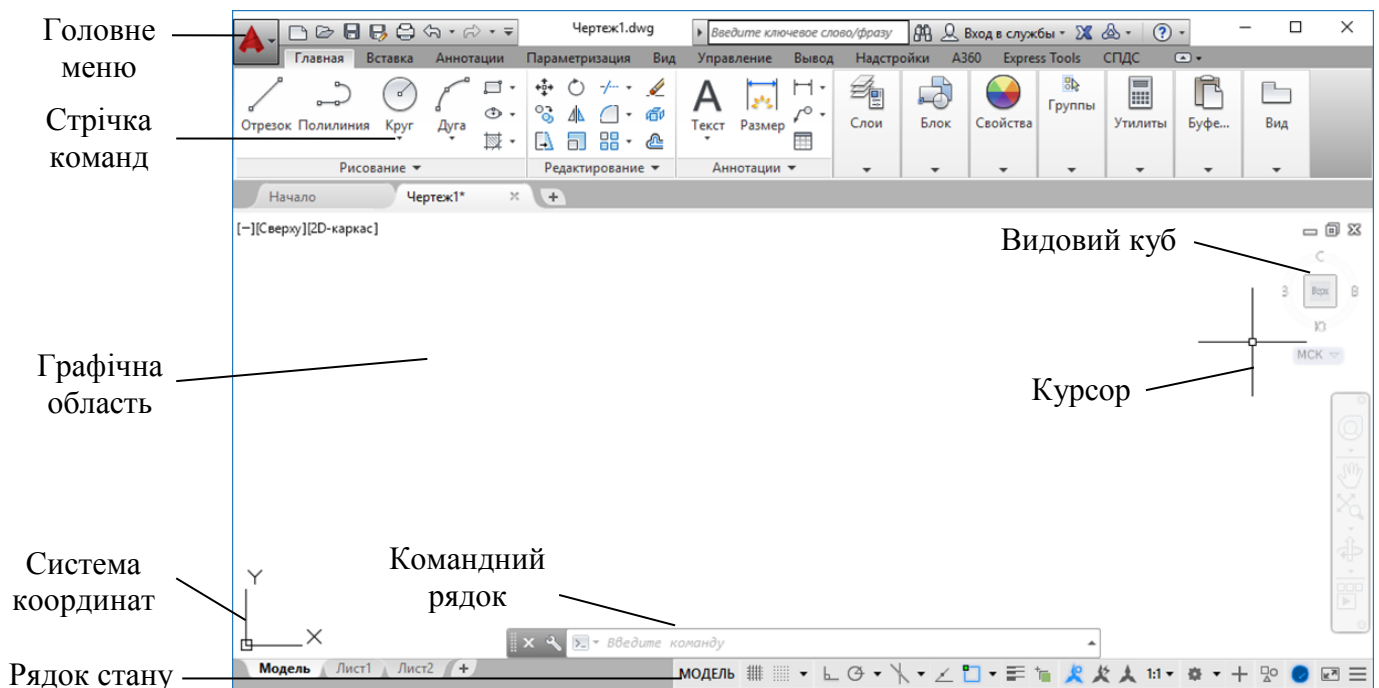 Головне
меню
Стрічка
команд
Графічна
область
Система
координат
Рядок стану
Чертеж1.dwg
Введите ключевое слово/фразу
Вход в службы
Главная Вставка Аннотации Параметризация Вид Управление Вывод Надстройки A360 Express Tools СПДС
Отрезок Полилиния Круг Дуга
Текст Размер
Слои Блок Свойства Группы Утилиты Буфе... Вид
Рисование Редактирование Аннотации
Начало Чертеж1*
[−][Сверху][2D-каркас]
Видовий куб
С
З Верх В
Ю
МСК
Курсор
Командний
рядок
Y
X
Введите команду
Модель Лист1 Лист2 +
МОДЕЛЬ 1:1